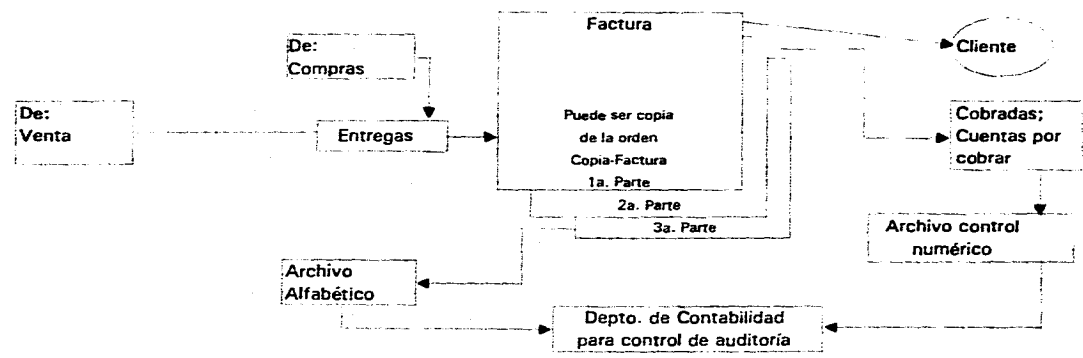 Factura
De:
Compras
Cliente
De:
Venta
Entregas
Puede ser copia
de la orden
Copia-Factura
1a. Parte
2a. Parte
3a. Parte
Cobradas;
Cuentas por
cobrar
Archivo control
numérico
Archivo
Alfabético
Depto. de Contabilidad
para control de auditoría